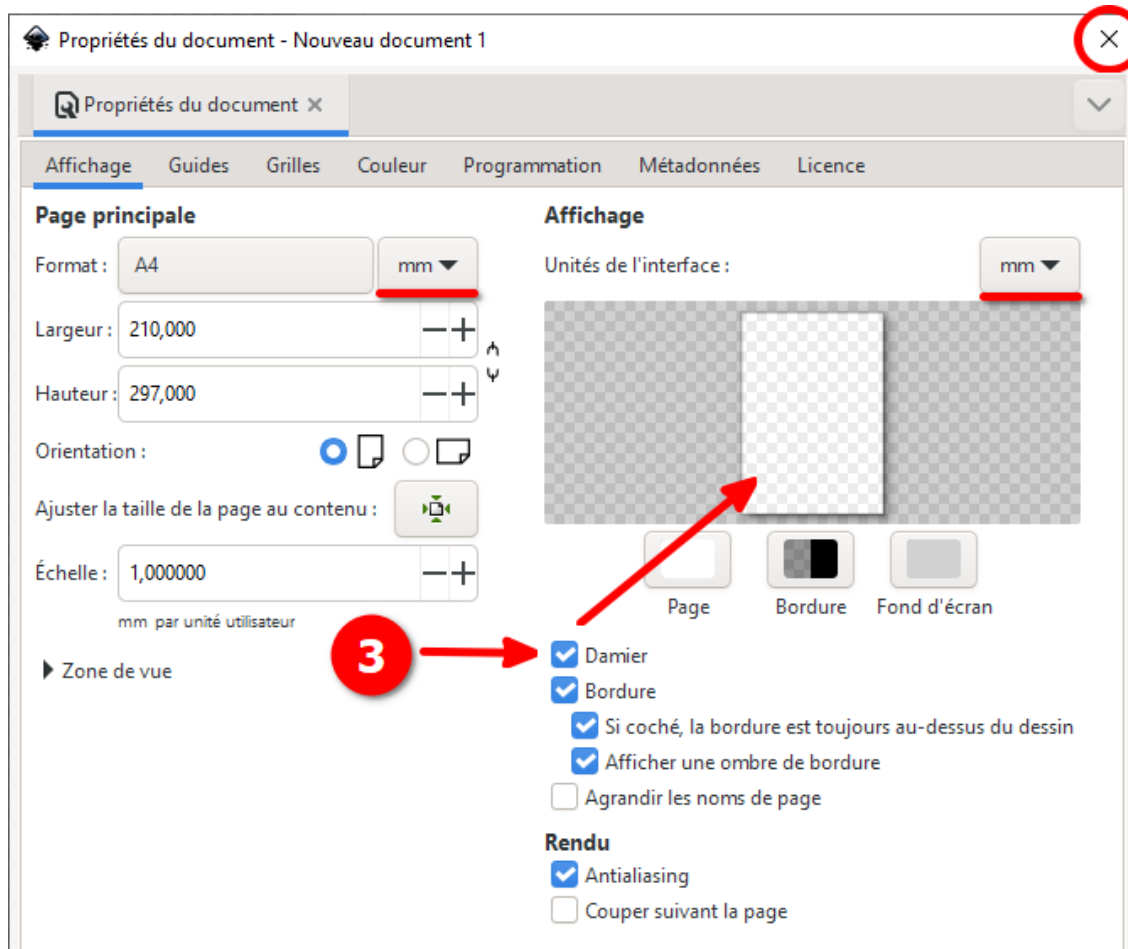 Propriétés du document - Nouveau document 1
Propriétés du document
Affichage Guides Grilles Couleur Programmation Métadonnées Licence
Page principale
Format : A4 mm
Largeur : 210,000
Hauteur : 297,000
Orientation :
Ajuster la taille de la page au contenu :
Échelle : 1,000000
mm par unité utilisateur
Zone de vue
3
Affichage
Unités de l'interface : mm
Page Bordure Fond d'écran
Damier
Bordure
Si coché, la bordure est toujours au-dessus du dessin
Afficher une ombre de bordure
Agrandir les noms de page
Rendu
Antialiasing
Couper suivant la page